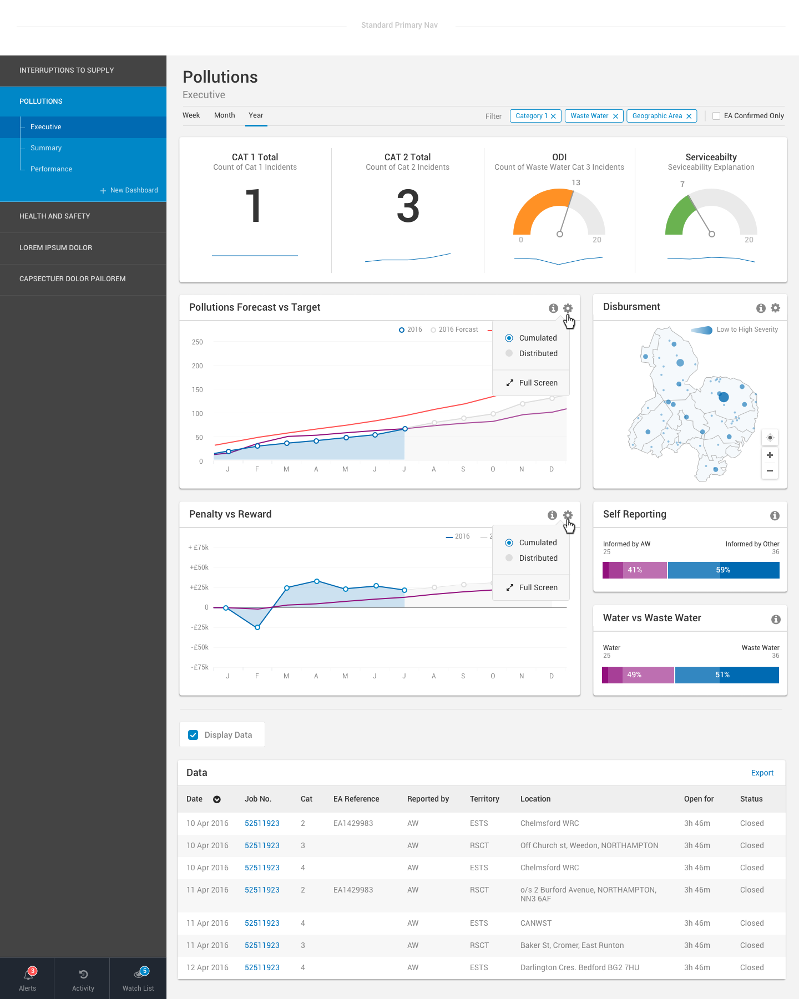 Standard Primary Nav
INTERRUPTIONS TO SUPPLY
POLLUTIONS
Executive
Summary
Performance
+ New Dashboard
HEALTH AND SAFETY
LOREM IPSUM DOLOR
CAPSECTUER DOLOR PAILOREM
3
Alerts
Activity
5
Watch List
Pollutions
Executive
Week Month Year
Filter Category 1 Waste Water Geographic Area EA Confirmed Only
CAT 1 Total
Count of Cat 1 Incidents
1
CAT 2 Total
Count of Cat 2 Incidents
3
ODI
Count of Waste Water Cat 3 Incidents
13
0 20
Serviceabilty
Seviceability Explanation
7
20
Pollutions Forecast vs Target
2016 2016 Forcast
Cumulated
Distributed
Full Screen
250
200
150
100
50
0
J F M A M J J A S O N D
Disbursment
Low to High Severity
Penalty vs Reward
2016 2
Cumulated
Distributed
Full Screen
+ £75k
+£50k
+£25k
0
-£25k
-£50k
-£75k
J F M A M J J A S O N D
Self Reporting
Informed by AW Informed by Other
25 36
41% 59%
Water vs Waste Water
Water Waste Water
25 36
49% 51%
Display Data
Data Export
Date Job No. Cat EA Reference Reported by Territory Location Open for Status
10 Apr 2016 52511923 2 EA1429983 AW ESTS Chelmsford WRC 3h 46m Closed
10 Apr 2016 52511923 3 AW RSCT Off Church st, Weedon, NORTHAMPTON 3h 46m Closed
10 Apr 2016 52511923 4 AW ESTS Chelmsford WRC 3h 46m Closed
11 Apr 2016 52511923 2 EA1429983 AW RSCT o/s 2 Burford Avenue, NORTHAMPTON, 3h 46m Closed
NN3 6AF
11 Apr 2016 52511923 4 AW ESTS CANWST 3h 46m Closed
11 Apr 2016 52511923 3 AW RSCT Baker St, Cromer, East Runton 3h 46m Closed
12 Apr 2016 52511923 4 AW ESTS Darlington Cres. Bedford BG2 7HU 3h 46m Closed